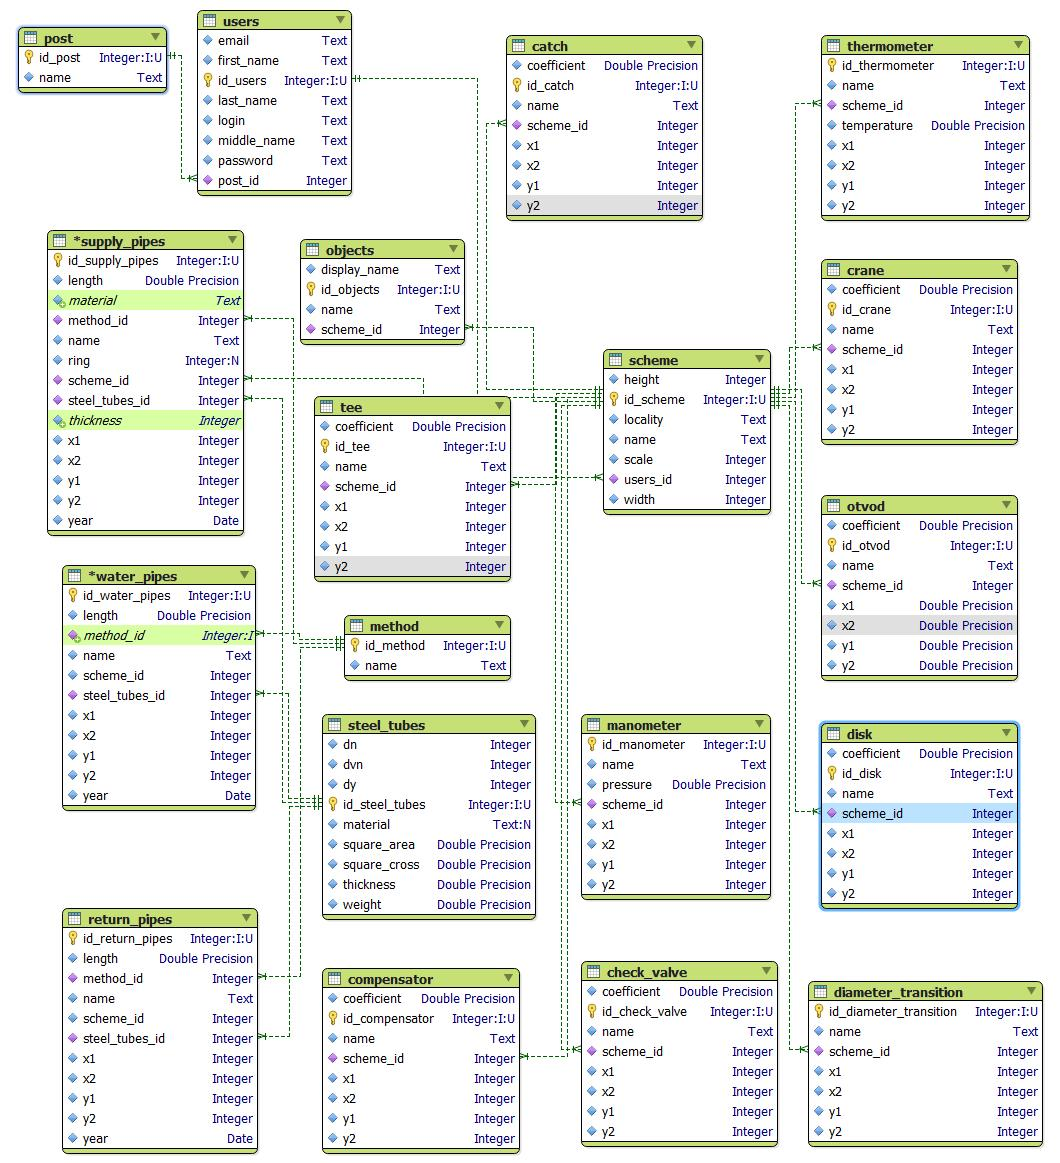 post
id_post Integer:I:U
name Text
users
email Text
first_name Text
id_users Integer:I:U
last_name Text
login Text
middle_name Text
password Text
post_id Integer
catch
coefficient Double Precision
id_catch Integer:I:U
name Text
scheme_id Integer
x1 Integer
x2 Integer
y1 Integer
y2 Integer
thermometer
id_thermometer Integer:I:U
name Text
scheme_id Integer
temperature Double Precision
x1 Integer
x2 Integer
y1 Integer
y2 Integer
*supply_pipes
id_supply_pipes Integer:I:U
length Double Precision
material Text
method_id Integer
name Text
ring Integer:N
scheme_id Integer
steel_tubes_id Integer
thickness Integer
x1 Integer
x2 Integer
y1 Integer
y2 Integer
year Date
objects
display_name Text
id_objects Integer:I:U
name Text
scheme_id Integer
crane
coefficient Double Precision
id_crane Integer:I:U
name Text
scheme_id Integer
x1 Integer
x2 Integer
y1 Integer
y2 Integer
scheme
height Integer
id_scheme Integer:I:U
locality Text
name Text
scale Integer
users_id Integer
width Integer
tee
coefficient Double Precision
id_tee Integer:I:U
name Text
scheme_id Integer
x1 Integer
x2 Integer
y1 Integer
y2 Integer
otvod
coefficient Double Precision
id_otvod Integer:I:U
name Text
scheme_id Integer
x1 Double Precision
x2 Double Precision
y1 Double Precision
y2 Double Precision
*water_pipes
id_water_pipes Integer:I:U
length Double Precision
method_id Integer:I
name Text
scheme_id Integer
steel_tubes_id Integer
x1 Integer
x2 Integer
y1 Integer
y2 Integer
year Date
method
id_method Integer:I:U
name Text
steel_tubes
dn Integer
dvn Integer
dy Integer
id_steel_tubes Integer:I:U
material Text:N
square_area Double Precision
square_cross Double Precision
thickness Double Precision
weight Double Precision
manometer
id_manometer Integer:I:U
name Text
pressure Double Precision
scheme_id Integer
x1 Integer
x2 Integer
y1 Integer
y2 Integer
disk
coefficient Double Precision
id_disk Integer:I:U
name Text
scheme_id Integer
x1 Integer
x2 Integer
y1 Integer
y2 Integer
return_pipes
id_return_pipes Integer:I:U
length Double Precision
method_id Integer
name Text
scheme_id Integer
steel_tubes_id Integer
x1 Integer
x2 Integer
y1 Integer
y2 Integer
year Date
compensator
coefficient Double Precision
id_compensator Integer:I:U
name Text
scheme_id Integer
x1 Integer
x2 Integer
y1 Integer
y2 Integer
check_valve
coefficient Double Precision
id_check_valve Integer:I:U
name Text
scheme_id Integer
x1 Integer
x2 Integer
y1 Integer
y2 Integer
diameter_transition
id_diameter_transition Integer:I:U
name Text
scheme_id Integer
x1 Integer
x2 Integer
y1 Integer
y2 Integer